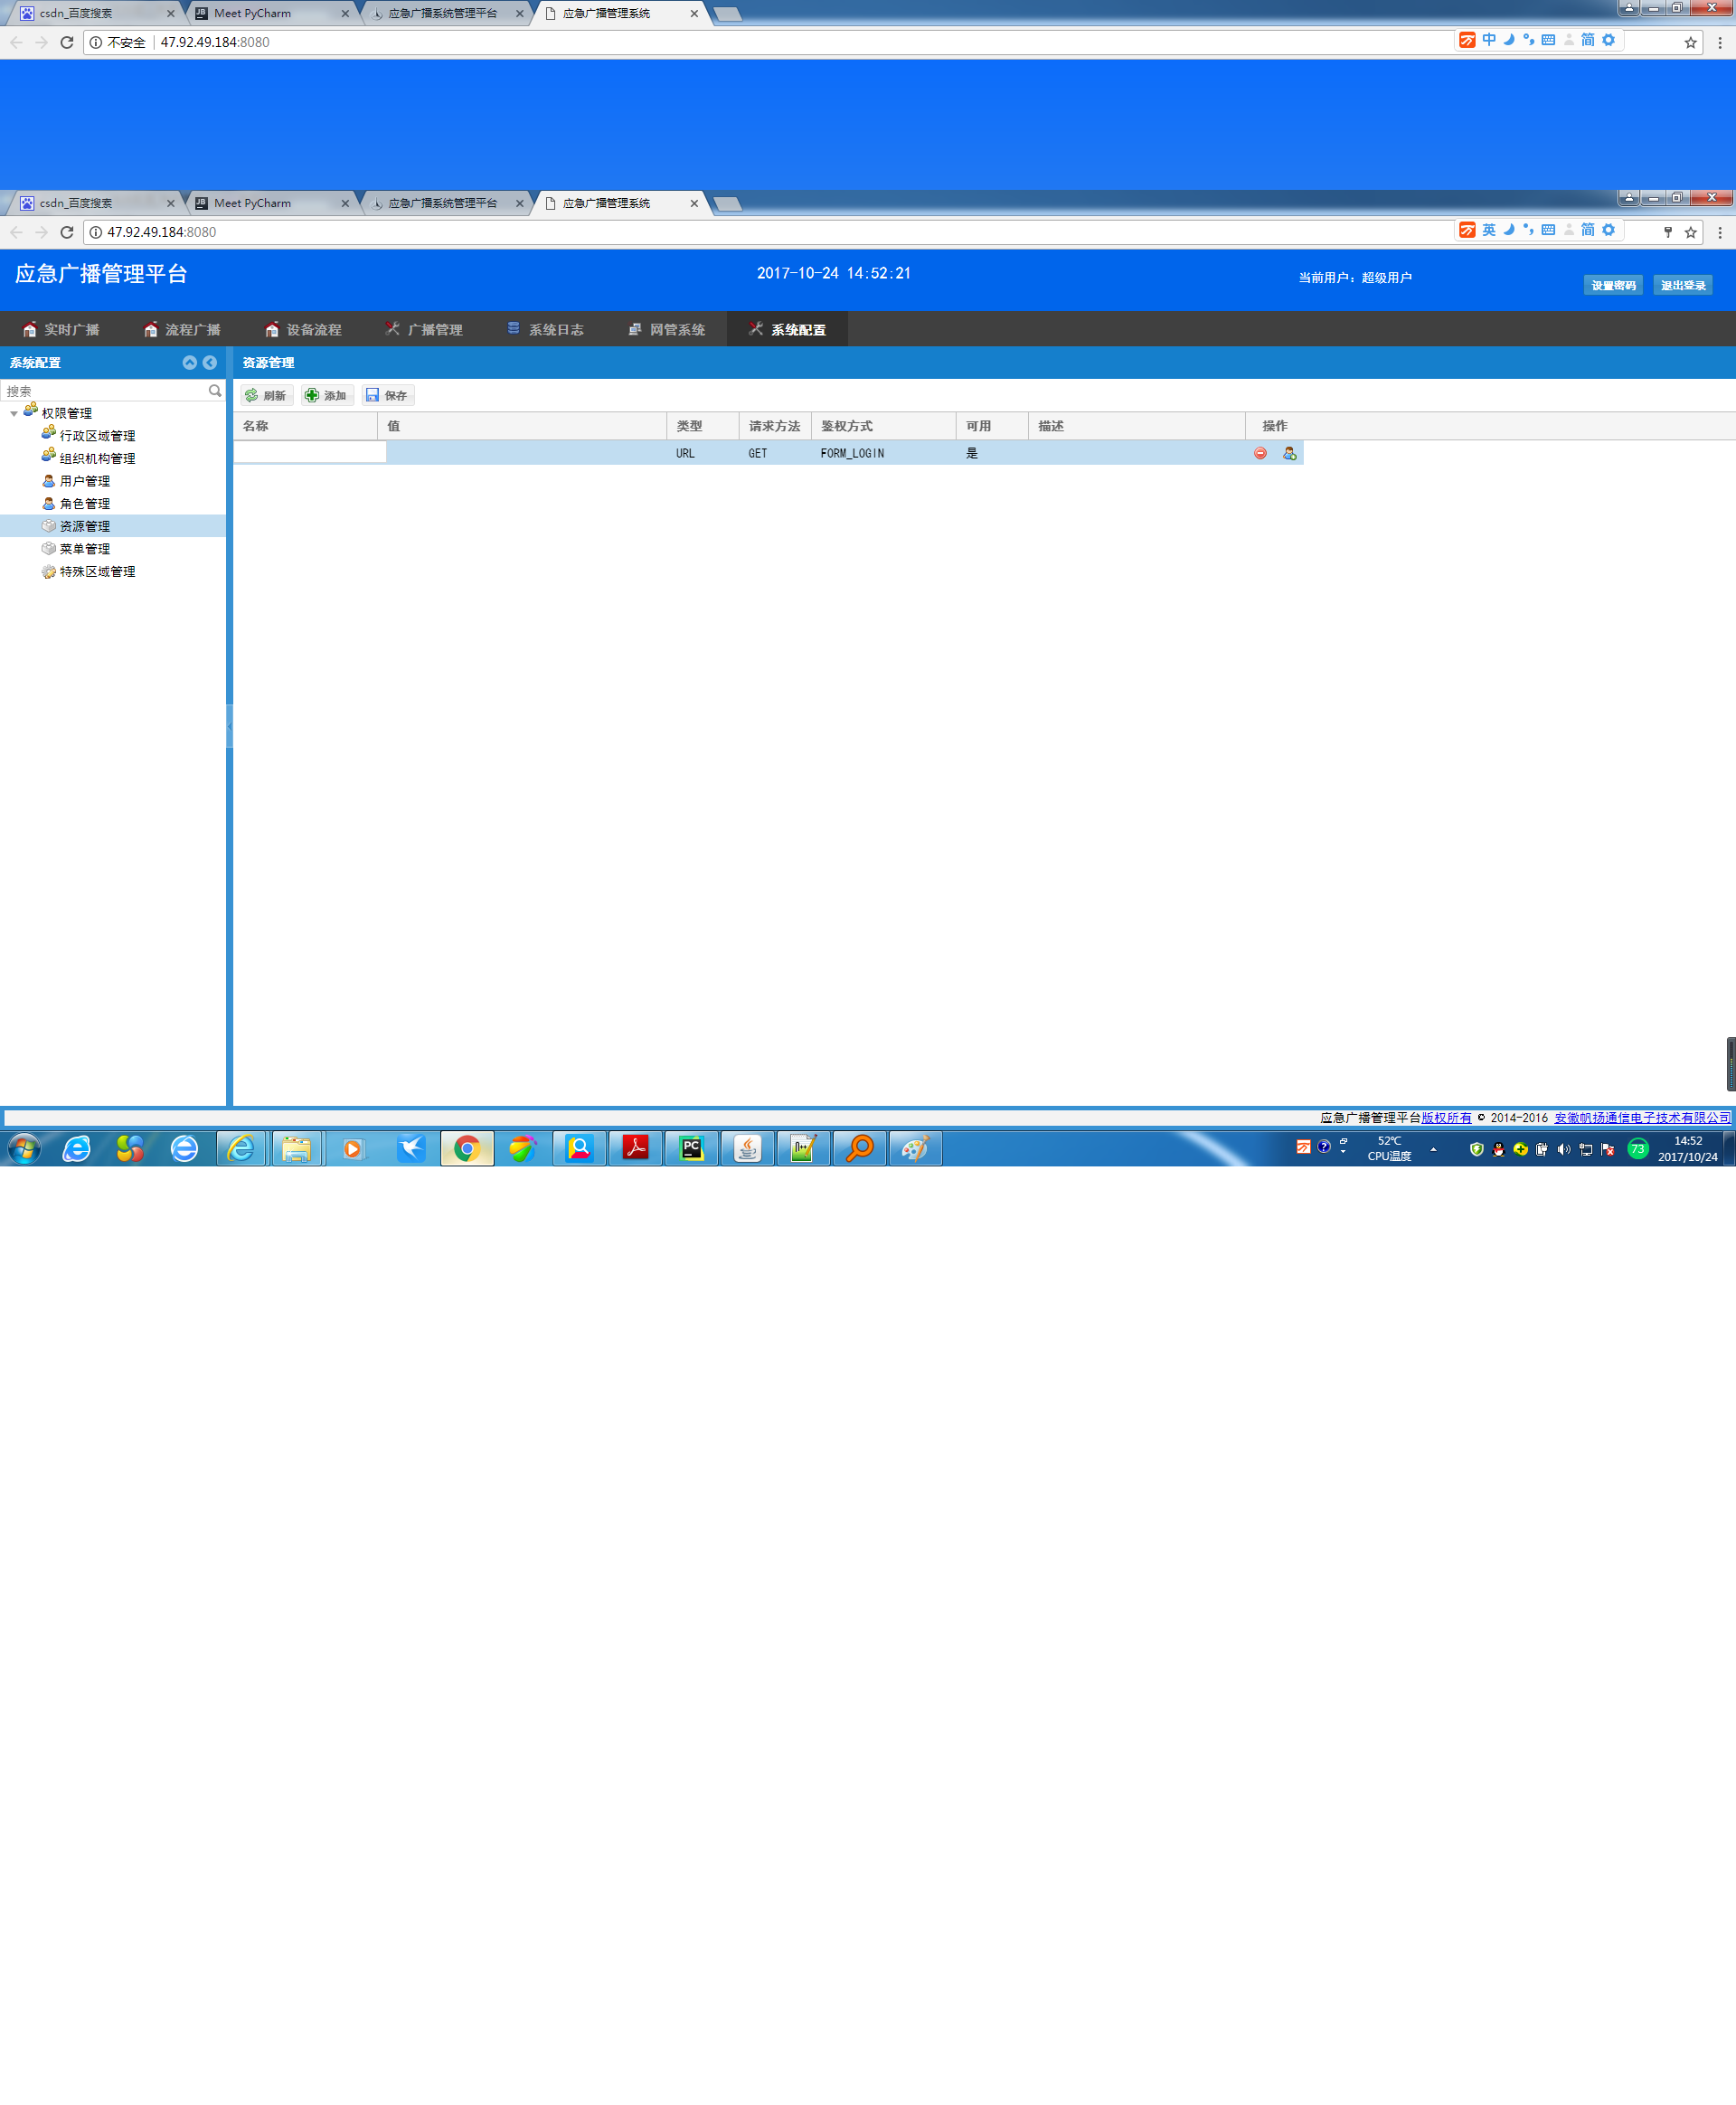 csdn_百度搜索 Meet PyCharm 应急广播系统管理平台 应急广播管理系统
不安全 47.92.49.184:8080 中 简
csdn_百度搜索 Meet PyCharm 应急广播系统管理平台 应急广播管理系统
47.92.49.184:8080 英 简
应急广播管理平台 2017-10-24 14:52:21 当前用户：超级用户 设置密码 退出登录
实时广播 流程广播 设备流程 广播管理 系统日志 网管系统 系统配置
系统配置 资源管理
搜索 刷新 添加 保存
权限管理 名称 值 类型 请求方法 鉴权方式 可用 描述 操作
行政区域管理 URL GET FORM_LOGIN 是
组织机构管理
用户管理
角色管理
资源管理
菜单管理
特殊区域管理
应急广播管理平台版权所有 © 2014-2016 安徽帆扬通信电子技术有限公司
52℃ 14:52
CPU温度 73 2017/10/24